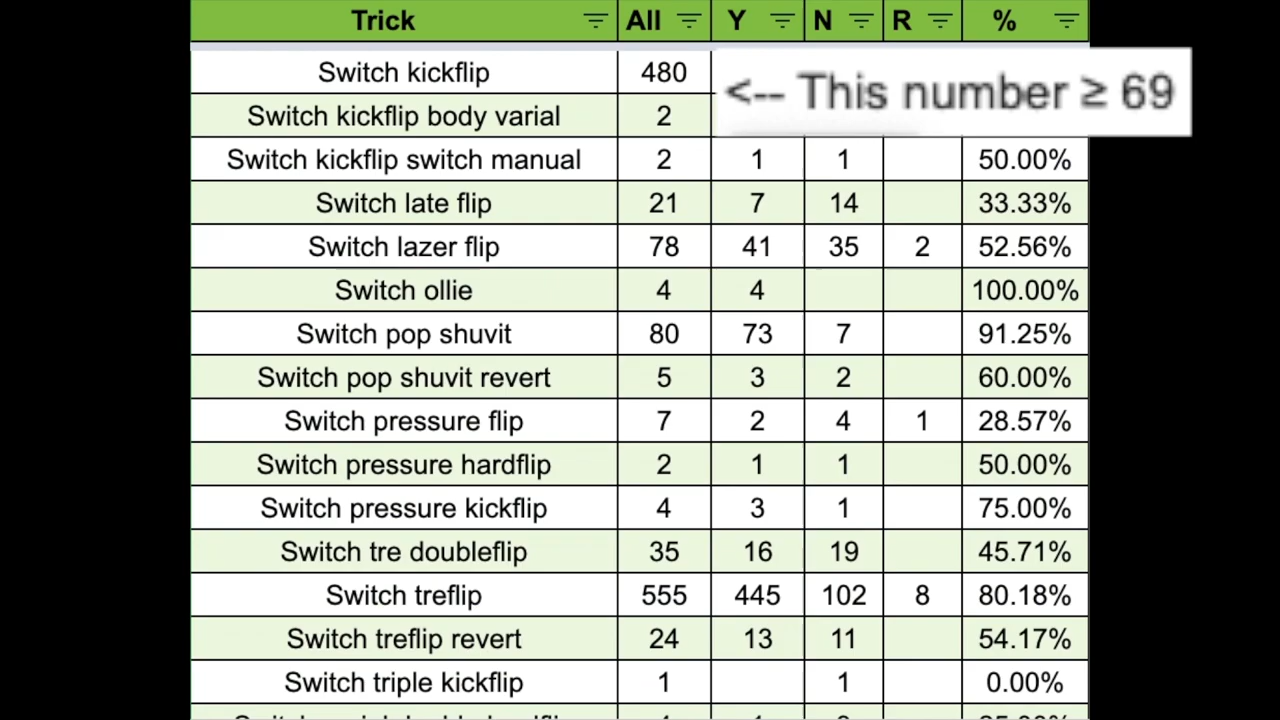 Trick All Y N R %
Switch kickflip 480
<-- This number ≥ 69
Switch kickflip body varial 2
Switch kickflip switch manual 2 1 1 50.00%
Switch late flip 21 7 14 33.33%
Switch lazer flip 78 41 35 2 52.56%
Switch ollie 4 4 100.00%
Switch pop shuvit 80 73 7 91.25%
Switch pop shuvit revert 5 3 2 60.00%
Switch pressure flip 7 2 4 1 28.57%
Switch pressure hardflip 2 1 1 50.00%
Switch pressure kickflip 4 3 1 75.00%
Switch tre doubleflip 35 16 19 45.71%
Switch treflip 555 445 102 8 80.18%
Switch treflip revert 24 13 11 54.17%
Switch triple kickflip 1 1 0.00%